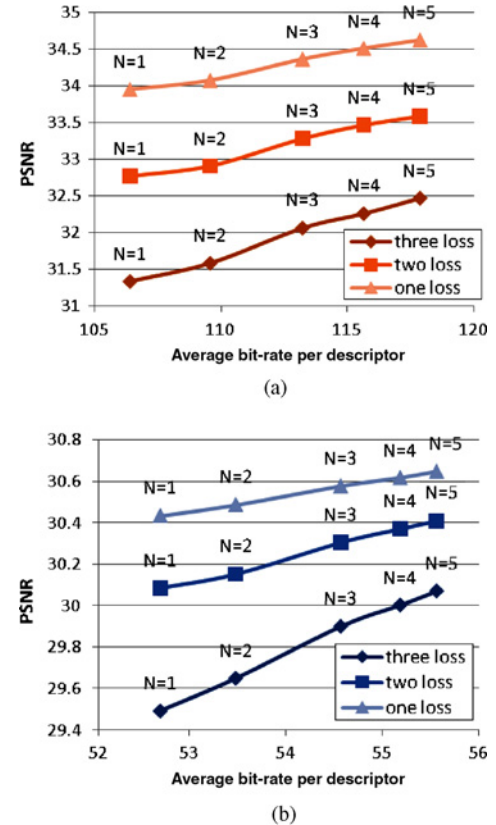 35
34.5
34
33.5
33
32.5
32
31.5
31
PSNR
N=1
N=2
N=3
N=4
N=5
N=1
N=2
N=3
N=4
N=5
N=1
N=2
N=3
N=4
N=5
three loss
two loss
one loss
105
110
115
120
Average bit-rate per descriptor
(a)
30.8
30.6
30.4
30.2
30
29.8
29.6
29.4
PSNR
N=1
N=2
N=3
N=4
N=5
N=1
N=2
N=3
N=4
N=5
N=1
N=2
N=3
N=4
N=5
three loss
two loss
one loss
52
53
54
55
56
Average bit-rate per descriptor
(b)